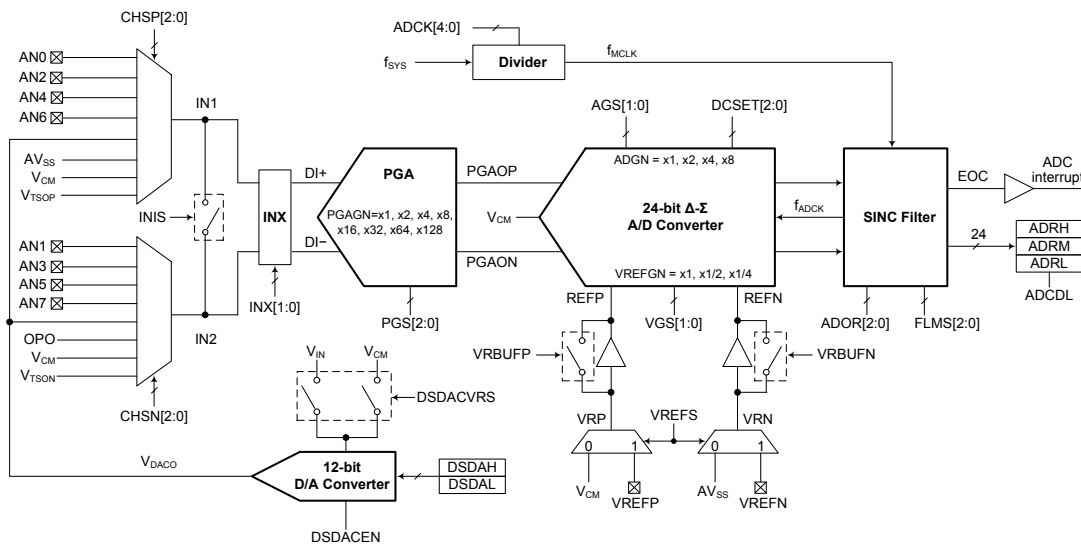 CHSP[2:0]
AN0
AN2
AN4
AN6
AVSS
VCM
VTSOP
IN1
INIS
AN1
AN3
AN5
AN7
OPO
VCM
VTSON
CHSN[2:0]
IN2
INX
INX[1:0]
DI+
DI−
PGA
PGAGN=x1, x2, x4, x8,
x16, x32, x64, x128
PGS[2:0]
PGAOP
PGAON
ADCK[4:0]
fSYS
Divider
fMCLK
AGS[1:0]
DCSET[2:0]
ADGN = x1, x2, x4, x8
VCM
24-bit Δ-Σ
A/D Converter
VREFGN = x1, x1/2, x1/4
REFP
VGS[1:0]
REFN
fADCK
SINC Filter
ADOR[2:0]
FLMS[2:0]
EOC
ADC
interrupt
24
ADRH
ADRM
ADRL
ADCDL
VRBUFP
VRBUFN
VRP
VREFS
VRN
0 1
0 1
VCM
VREFP
AVSS
VREFN
VIN
VCM
DSDACVRS
VDACO
12-bit
D/A Converter
DSDAH
DSDAL
DSDACEN